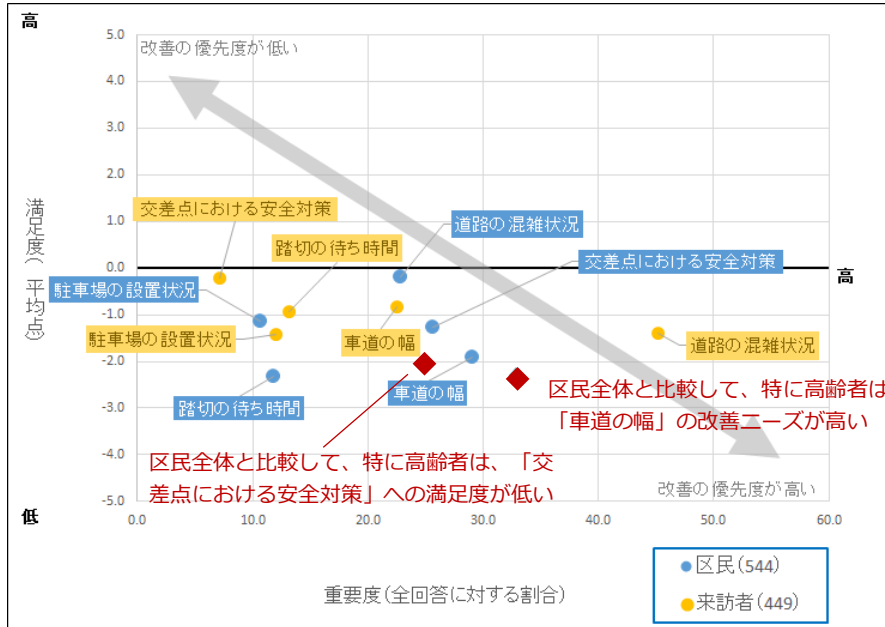 高
5.0
改善の優先度が低い
4.0
3.0
2.0
交差点における安全対策
1.0
道路の混雑状況
踏切の待ち時間
交差点における安全対策
満足度(平均点)
0.0
高
駐車場の設置状況
-1.0
駐車場の設置状況
車道の幅
道路の混雑状況
-2.0
車道の幅
区民全体と比較して、特に高齢者は
「車道の幅」の改善ニーズが高い
踏切の待ち時間
-3.0
区民全体と比較して、特に高齢者は、「交
差点における安全対策」への満足度が低い
-4.0
改善の優先度が高い
-5.0
低
0.0 10.0 20.0 30.0 40.0 50.0 60.0
重要度(全回答に対する割合)
区民(544)
来訪者(449)